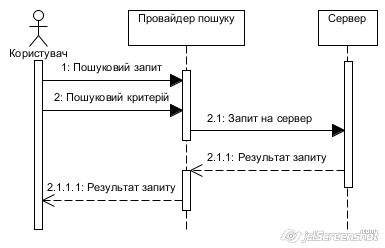 Провайдер пошуку
Сервер
Користувач
1: Пошуковий запит
2: Пошуковий критерій
2.1: Запит на сервер
2.1.1: Результат запиту
2.1.1.1: Результат запиту
jetScreenshot